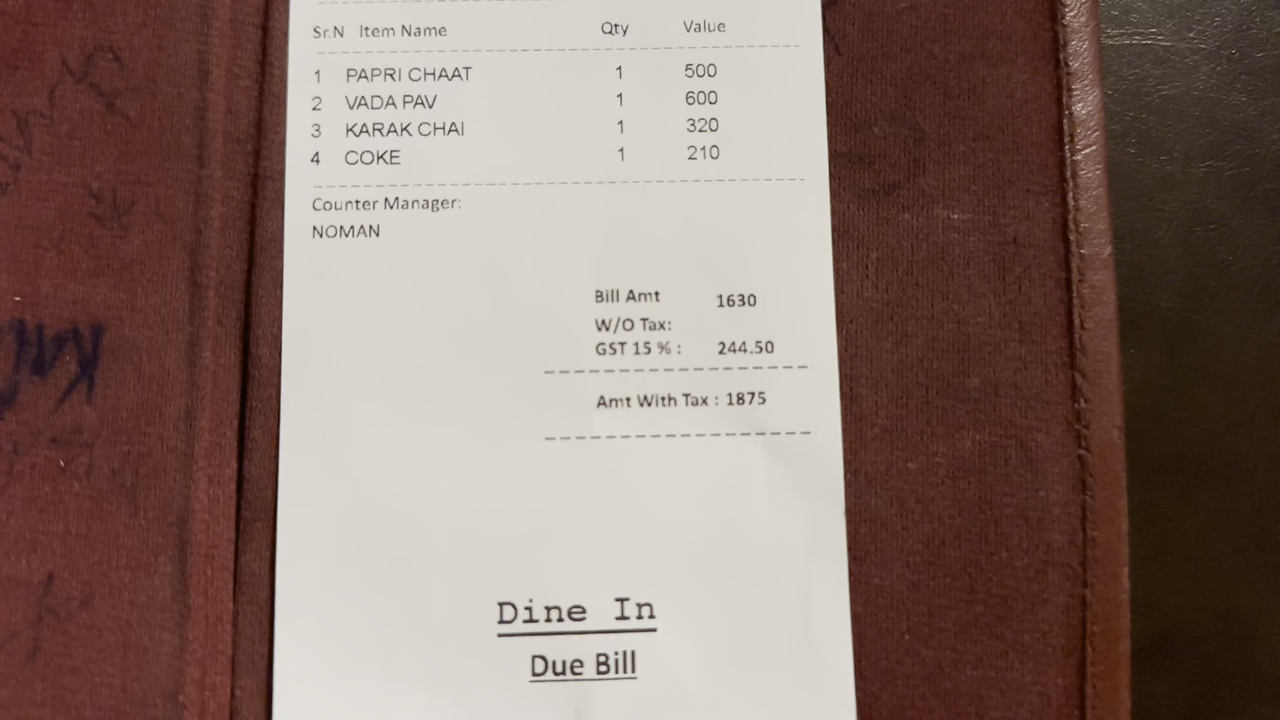 Sr.N Item Name Qty Value
1 PAPRI CHAAT 1 500
2 VADA PAV 1 600
3 KARAK CHAI 1 320
4 COKE 1 210
Counter Manager:
NOMAN
Bill Amt 1630
W/O Tax:
GST 15 % : 244.50
Amt With Tax : 1875
Dine In
Due Bill